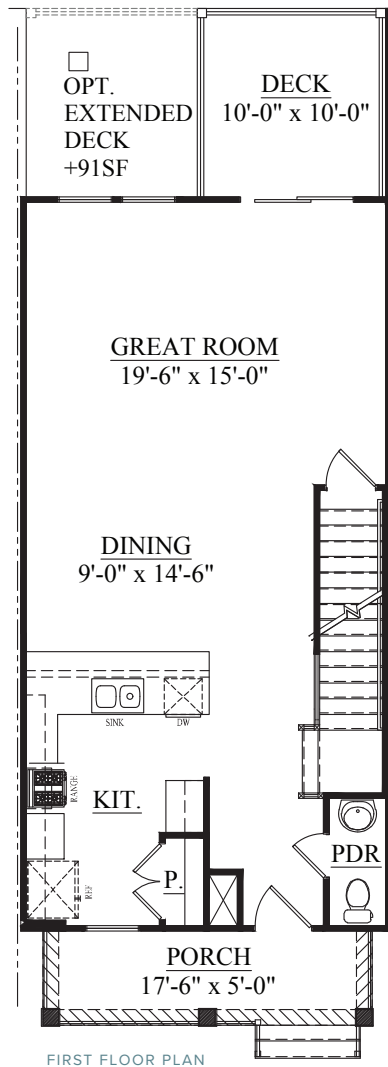 OPT.
EXTENDED
DECK
+91SF
DECK
10'-0" x 10'-0"
GREAT ROOM
19'-6" x 15'-0"
DINING
9'-0" x 14'-6"
SINK
DW
RANGE
KIT.
REF
P.
PDR
PORCH
17'-6" x 5'-0"
FIRST FLOOR PLAN